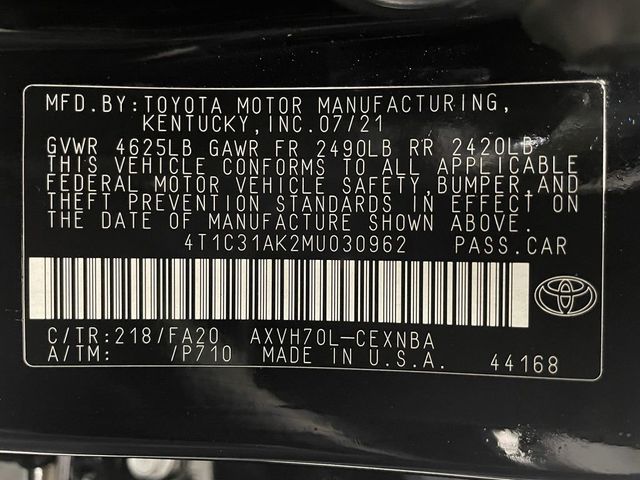 MFD.BY:TOYOTA MOTOR MANUFACTURING,
KENTUCKY,INC.07/21
GVWR 4625LB GAWR FR 2490LB RR 2420LB
THIS VEHICLE CONFORMS TO ALL APPLICABLE
FEDERAL MOTOR VEHICLE SAFETY,BUMPER,AND
THEFT PREVENTION STANDARDS IN EFFECT ON
THE DATE OF MANUFACTURE SHOWN ABOVE.
4T1C31AK2MU030962 PASS.CAR
C/TR:218/FA20 AXVH70L-CEXNBA
A/TM: /P710 MADE IN U.S.A. 44168